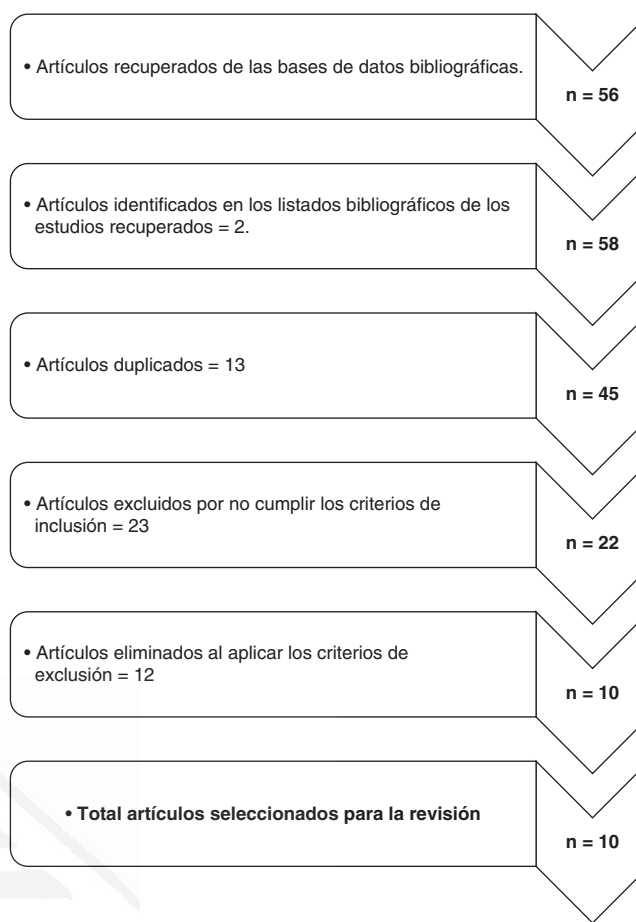 • Artículos recuperados de las bases de datos bibliográficas.
n = 56
• Artículos identificados en los listados bibliográficos de los
estudios recuperados = 2.
n = 58
• Artículos duplicados = 13
n = 45
• Artículos excluidos por no cumplir los criterios de
inclusión = 23
n = 22
• Artículos eliminados al aplicar los criterios de
exclusión = 12
n = 10
• Total artículos seleccionados para la revisión
n = 10